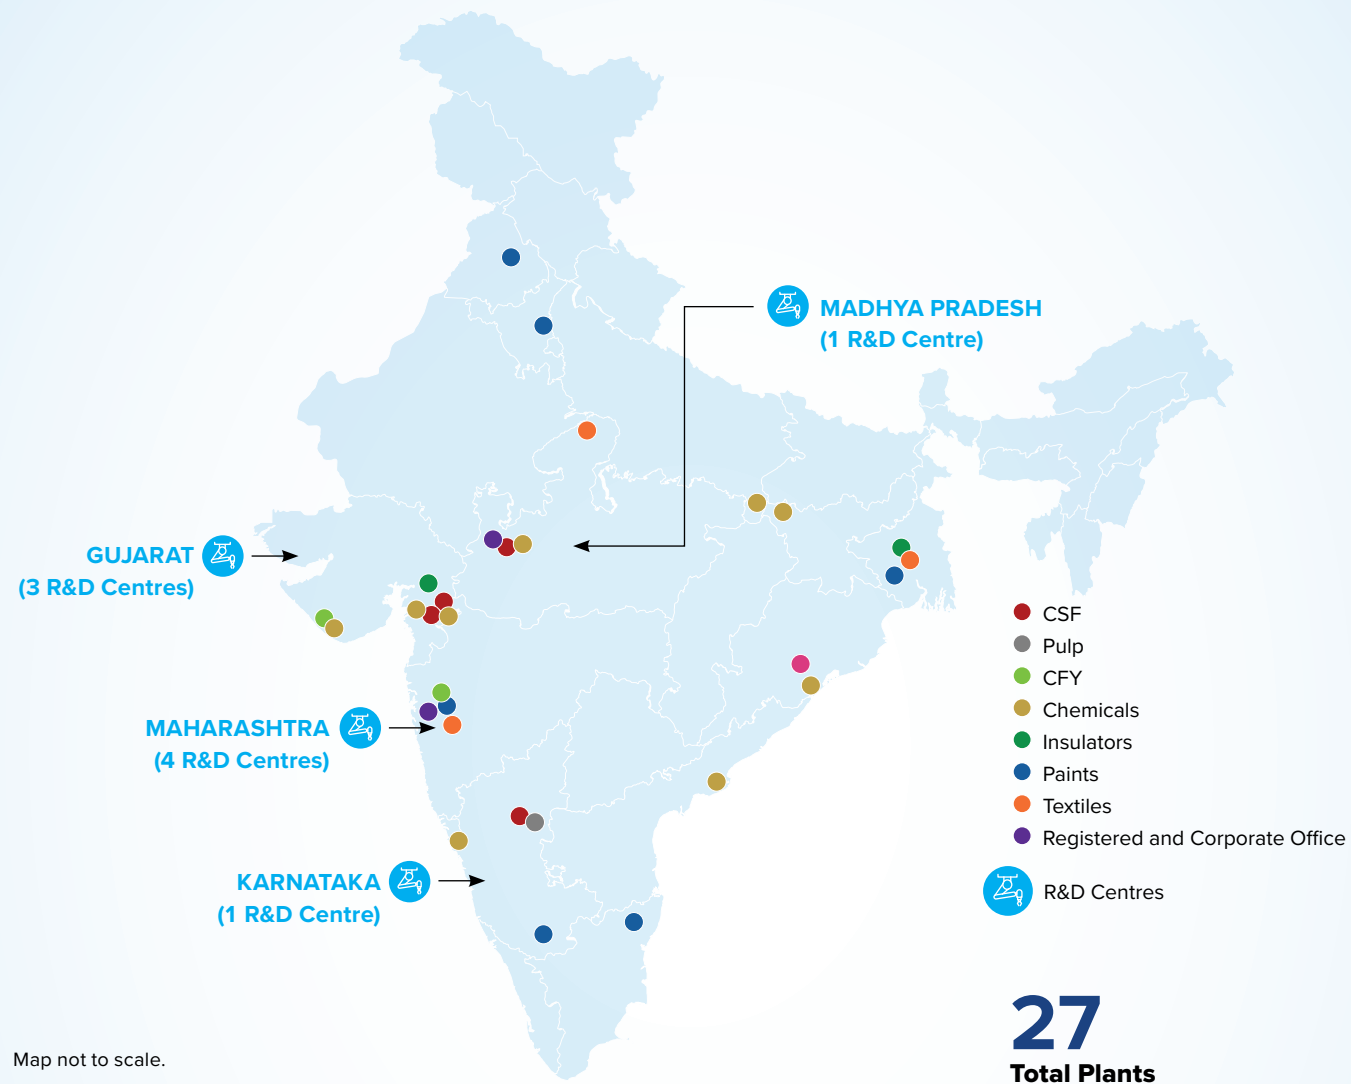 MADHYA PRADESH
(1 R&D Centre)
GUJARAT
(3 R&D Centres)
MAHARASHTRA
(4 R&D Centres)
KARNATAKA
(1 R&D Centre)
CSF
Pulp
CFY
Chemicals
Insulators
Paints
Textiles
Registered and Corporate Office
R&D Centres
27
Total Plants
Map not to scale.